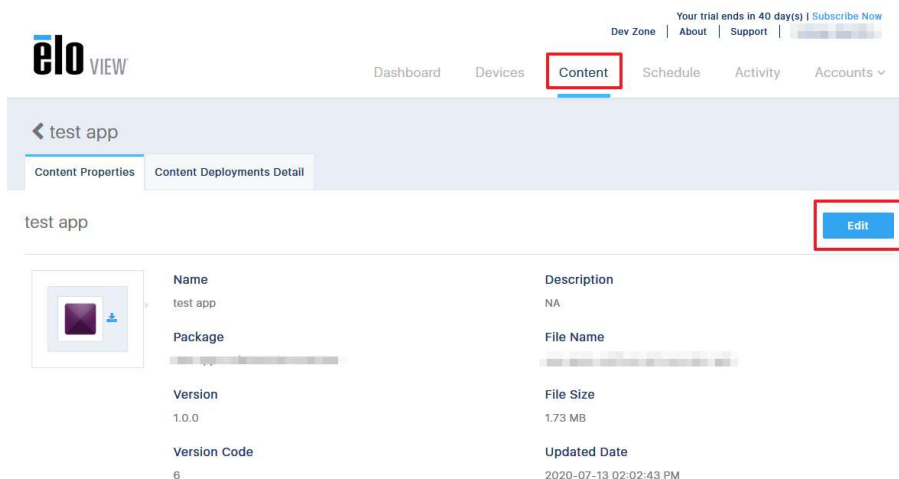 Your trial ends in 40 day(s) | Subscribe Now
Dev Zone | About | Support |
ēlo VIEW
Dashboard Devices Content Schedule Activity Accounts
test app
Content Properties Content Deployments Detail
test app Edit
Name Description
test app NA
Package File Name
Version File Size
1.0.0 1.73 MB
Version Code Updated Date
6 2020-07-13 02:02:43 PM